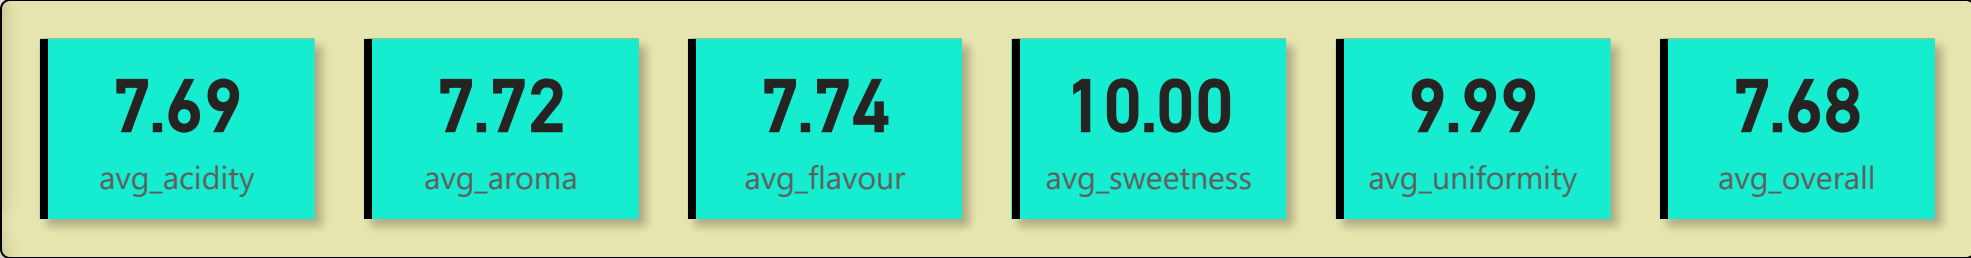 7.69
avg_acidity
7.72
avg_aroma
7.74
avg_flavour
10.00
avg_sweetness
9.99
avg_uniformity
7.68
avg_overall